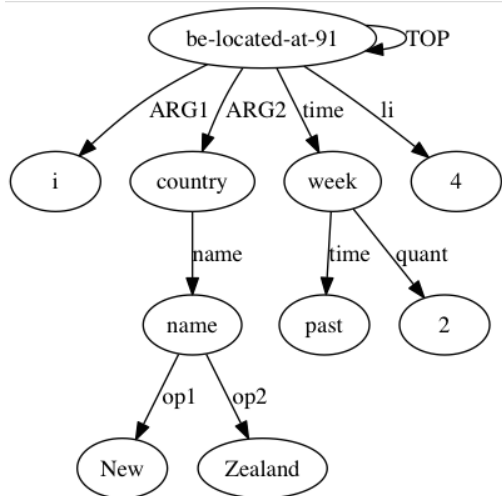 be-located-at-91 TOP
ARG1 ARG2 time li
i country week 4
name time quant
name past 2
op1 op2
New Zealand